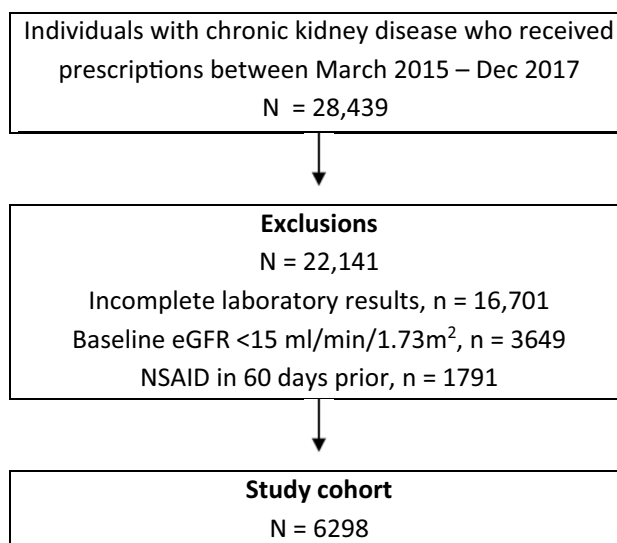 Individuals with chronic kidney disease who received
prescriptions between March 2015 – Dec 2017
N = 28,439
Exclusions
N = 22,141
Incomplete laboratory results, n = 16,701
Baseline eGFR <15 ml/min/1.73m², n = 3649
NSAID in 60 days prior, n = 1791
Study cohort
N = 6298